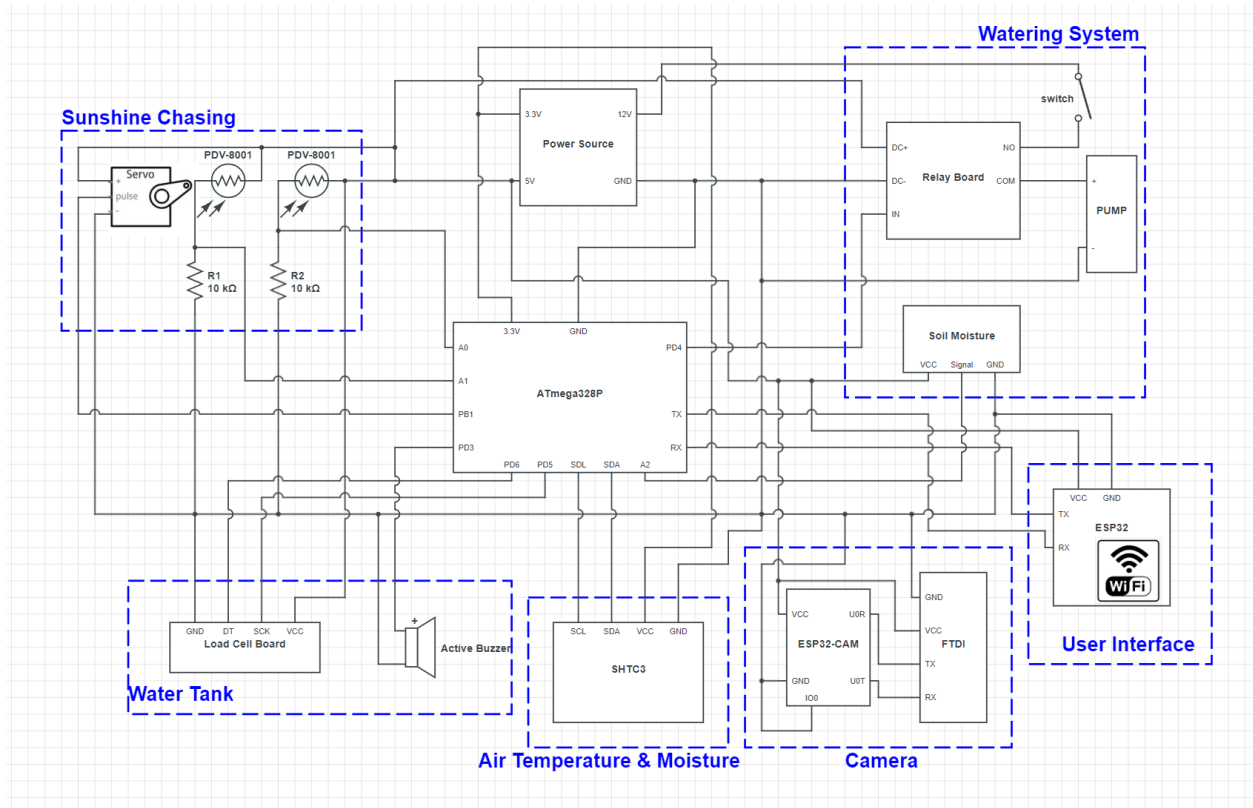 Watering System
switch
Sunshine Chasing
PDV-8001
PDV-8001
Servo
+
pulse
-
R1
10 kΩ
R2
10 kΩ
3.3V
12V
Power Source
5V
GND
DC+
NO
Relay Board
DC-
COM
IN
+
PUMP
-
Soil Moisture
VCC
Signal
GND
3.3V
GND
A0
PD4
A1
ATmega328P
PB1
TX
PD3
RX
PD6
PD5
SDL
SDA
A2
VCC
GND
TX
ESP32
RX
WiFi
User Interface
GND
DT
SCK
VCC
Load Cell Board
+
Active Buzzer
Water Tank
SCL
SDA
VCC
GND
SHTC3
Air Temperature & Moisture
VCC
U0R
ESP32-CAM
GND
U0T
IO0
GND
VCC
FTDI
TX
RX
Camera